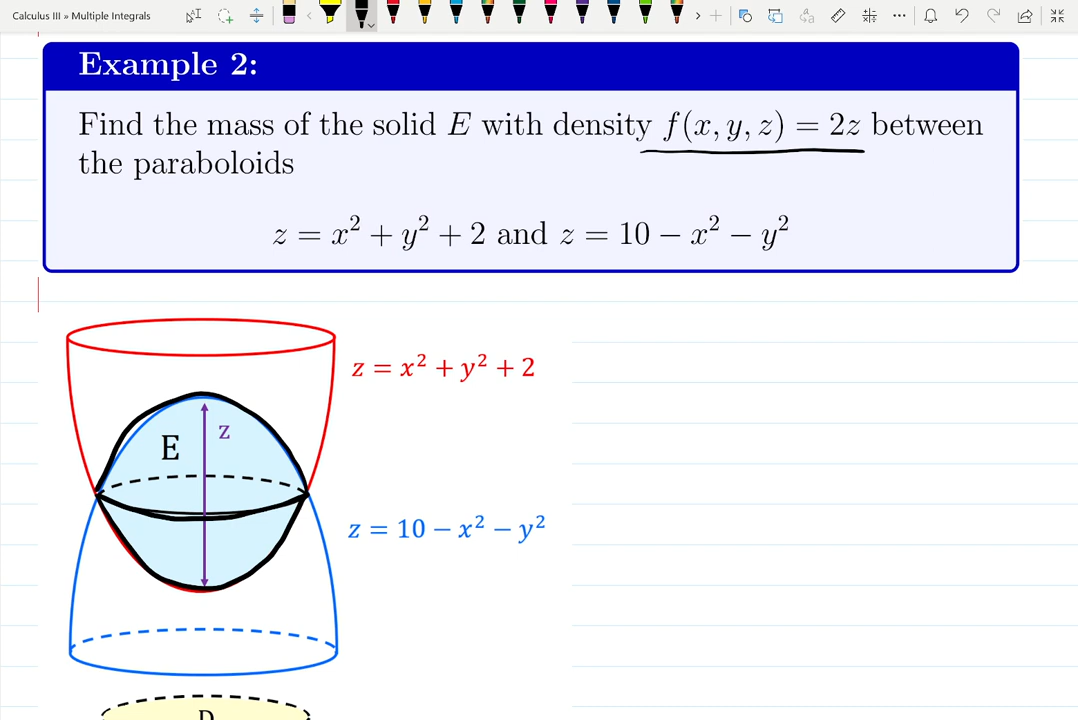 Calculus III » Multiple Integrals
Example 2:
Find the mass of the solid E with density f(x, y, z) = 2z between
the paraboloids
z = x² + y² + 2 and z = 10 − x² − y²
z = x² + y² + 2
z
E
z = 10 − x² − y²
D